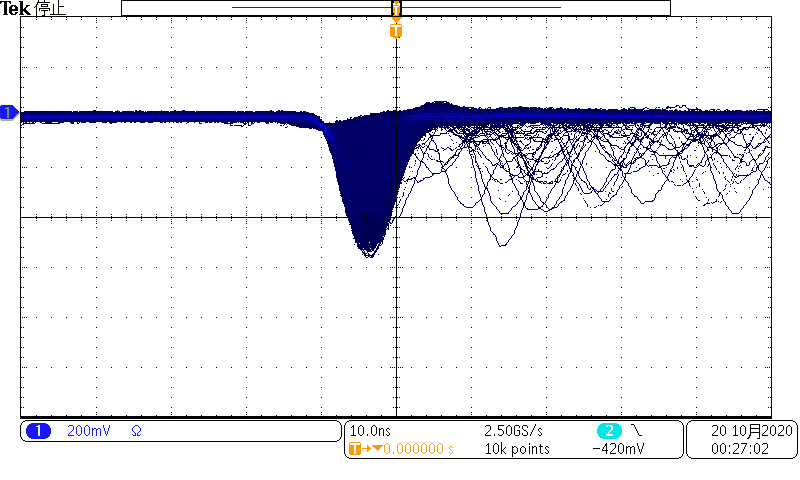 Tek 停止
T
T
1
1 200mV Ω
10.0ns 2.50GS/s 2
T→▼0.000000 s 10k points −420mV
20 10月2020
00:27:02